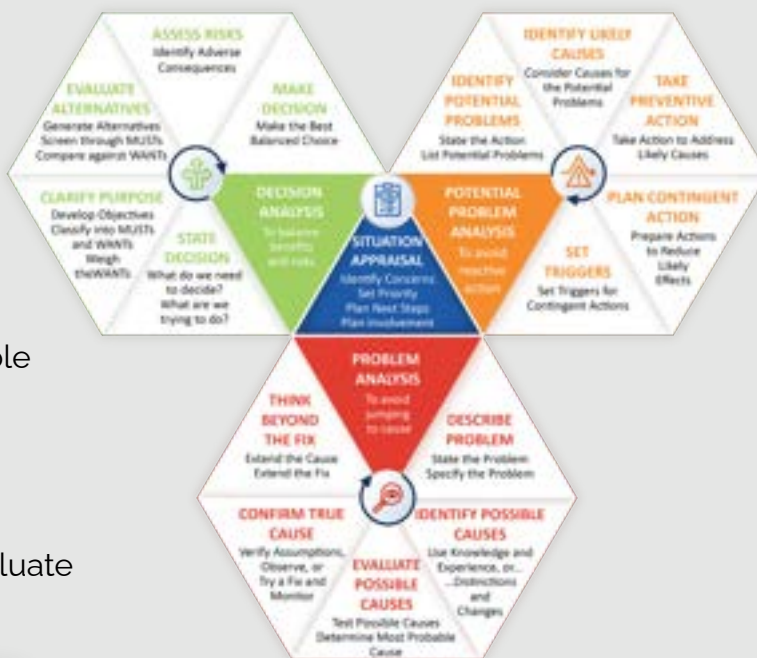 ASSESS RISKS
Identify Adverse
Consequences
EVALUATE
ALTERNATIVES
Generate Alternatives
Screen through MUSTs
Compare against WANTs
MAKE
DECISION
Make the Best
Balanced Choice
CLARIFY PURPOSE
Develop Objectives
Classify into MUSTs
and WANTs
Weigh
theWANTs
STATE
DECISION
What do we need
to decide?
What are we
trying to do?
DECISION
ANALYSIS
To balance
benefits
and risks
SITUATION
APPRAISAL
Identify Concerns
Set Priority
Plan Next Steps
Plan Involvement
POTENTIAL
PROBLEM
ANALYSIS
To avoid
reactive
action
IDENTIFY
POTENTIAL
PROBLEMS
State the Action
List Potential Problems
IDENTIFY LIKELY
CAUSES
Consider Causes for
the Potential
Problems
TAKE
PREVENTIVE
ACTION
Take Action to Address
Likely Causes
PLAN CONTINGENT
ACTION
Prepare Actions
to Reduce
Likely
Effects
SET
TRIGGERS
Set Triggers for
Contingent Actions
PROBLEM
ANALYSIS
To avoid
jumping
to cause
DESCRIBE
PROBLEM
State the Problem
Specify the Problem
IDENTIFY POSSIBLE
CAUSES
Use Knowledge and
Experience, or...
...Distinctions
and
Changes
EVALUATE
POSSIBLE
CAUSES
Test Possible Causes
Determine Most Probable
Cause
CONFIRM TRUE
CAUSE
Verify Assumptions,
Observe, or
Try a Fix and
Monitor
THINK
BEYOND
THE FIX
Extend the Cause
Extend the Fix